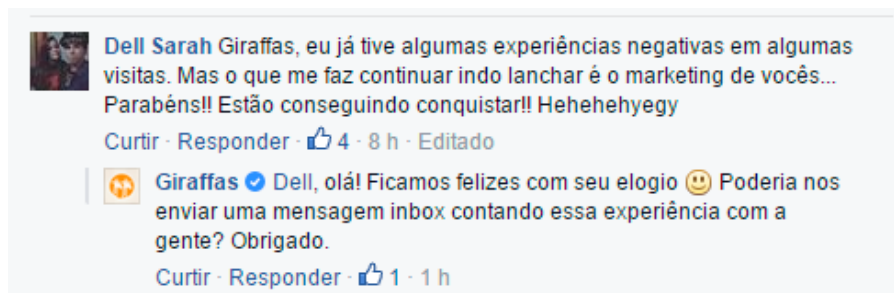 Dell Sarah Giraffas, eu já tive algumas experiências negativas em algumas
visitas. Mas o que me faz continuar indo lanchar é o marketing de vocês...
Parabéns!! Estão conseguindo conquistar!! Hehehehyegy
Curtir · Responder · 4 · 8 h · Editado
Giraffas Dell, olá! Ficamos felizes com seu elogio 🙂 Poderia nos
enviar uma mensagem inbox contando essa experiência com a
gente? Obrigado.
Curtir · Responder · 1 · 1 h